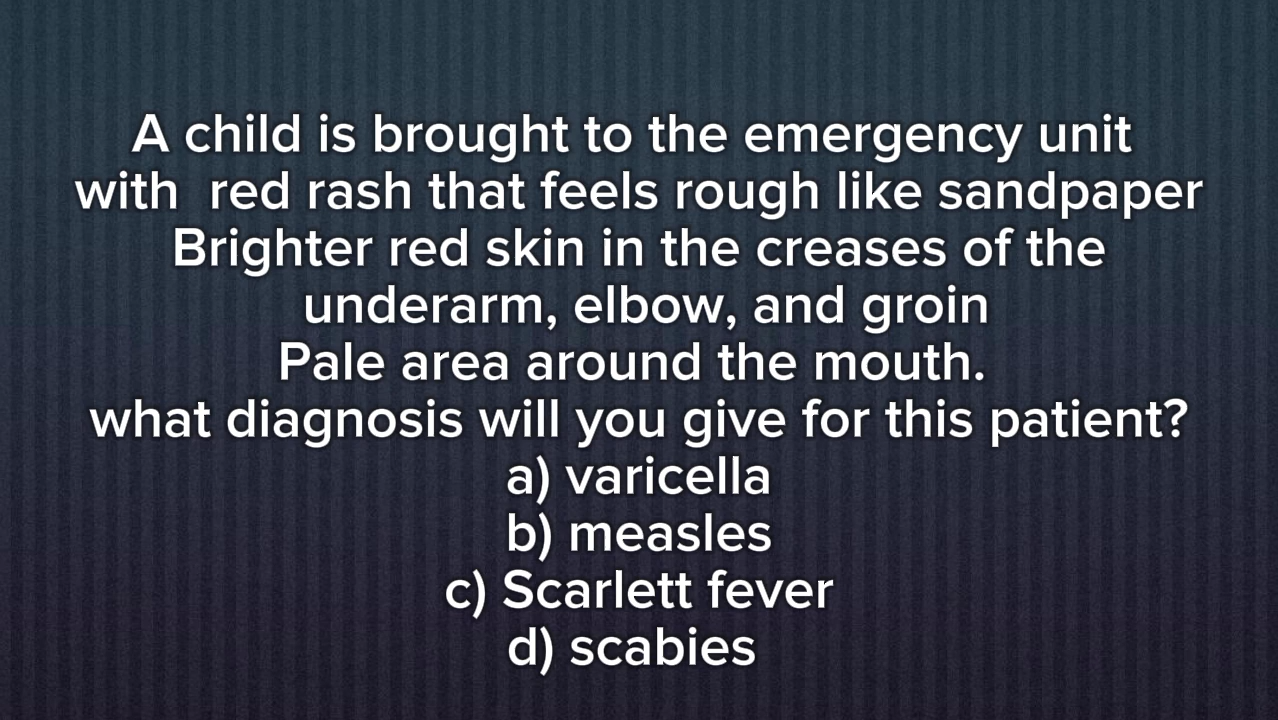 A child is brought to the emergency unit
with  red rash that feels rough like sandpaper
Brighter red skin in the creases of the
underarm, elbow, and groin
Pale area around the mouth.
what diagnosis will you give for this patient?
a) varicella
b) measles
c) Scarlett fever
d) scabies